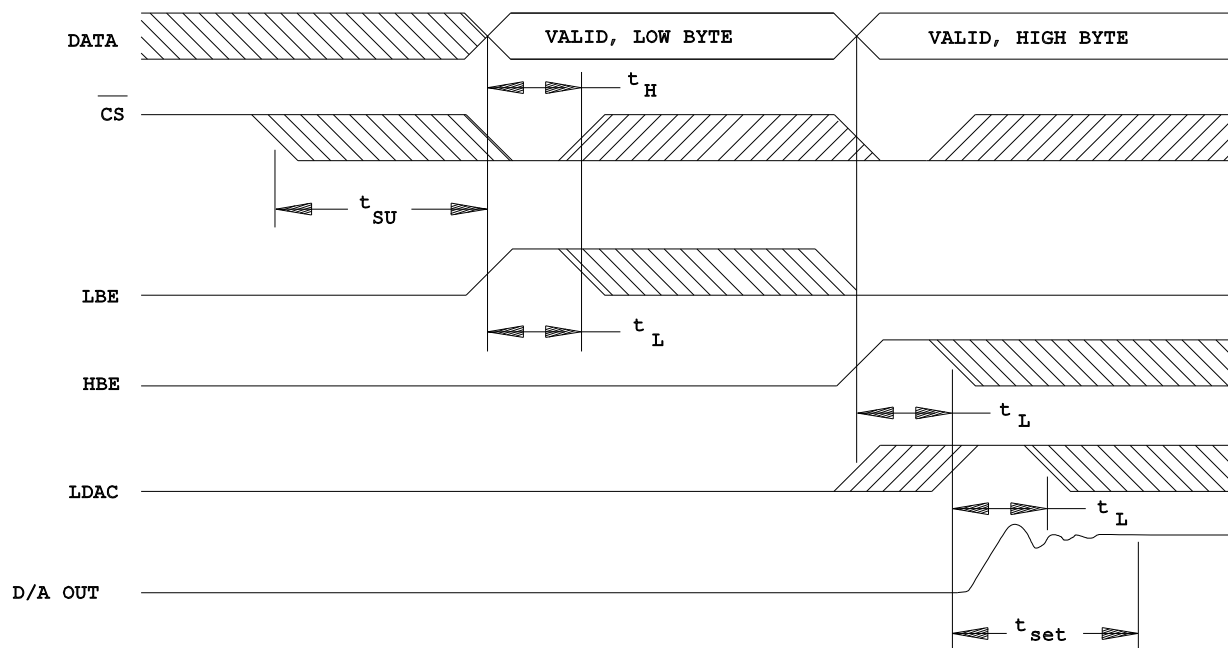 DATA
VALID, LOW BYTE
VALID, HIGH BYTE
t H
CS
t SU
LBE
t L
HBE
t L
LDAC
t L
D/A OUT
t set